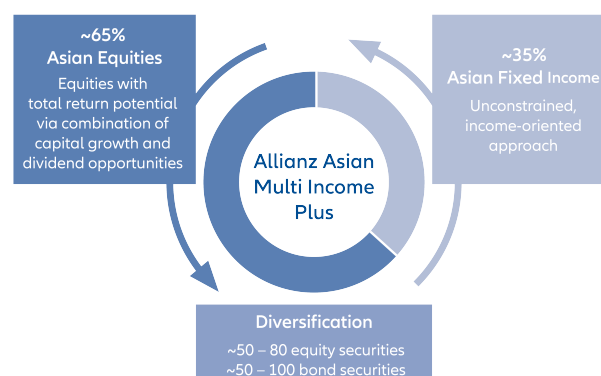 ~65%
Asian Equities
Equities with
total return potential
via combination of
capital growth and
dividend opportunities
~35%
Asian Fixed Income
Unconstrained,
income-oriented
approach
Allianz Asian
Multi Income
Plus
Diversification
~50 – 80 equity securities
~50 – 100 bond securities